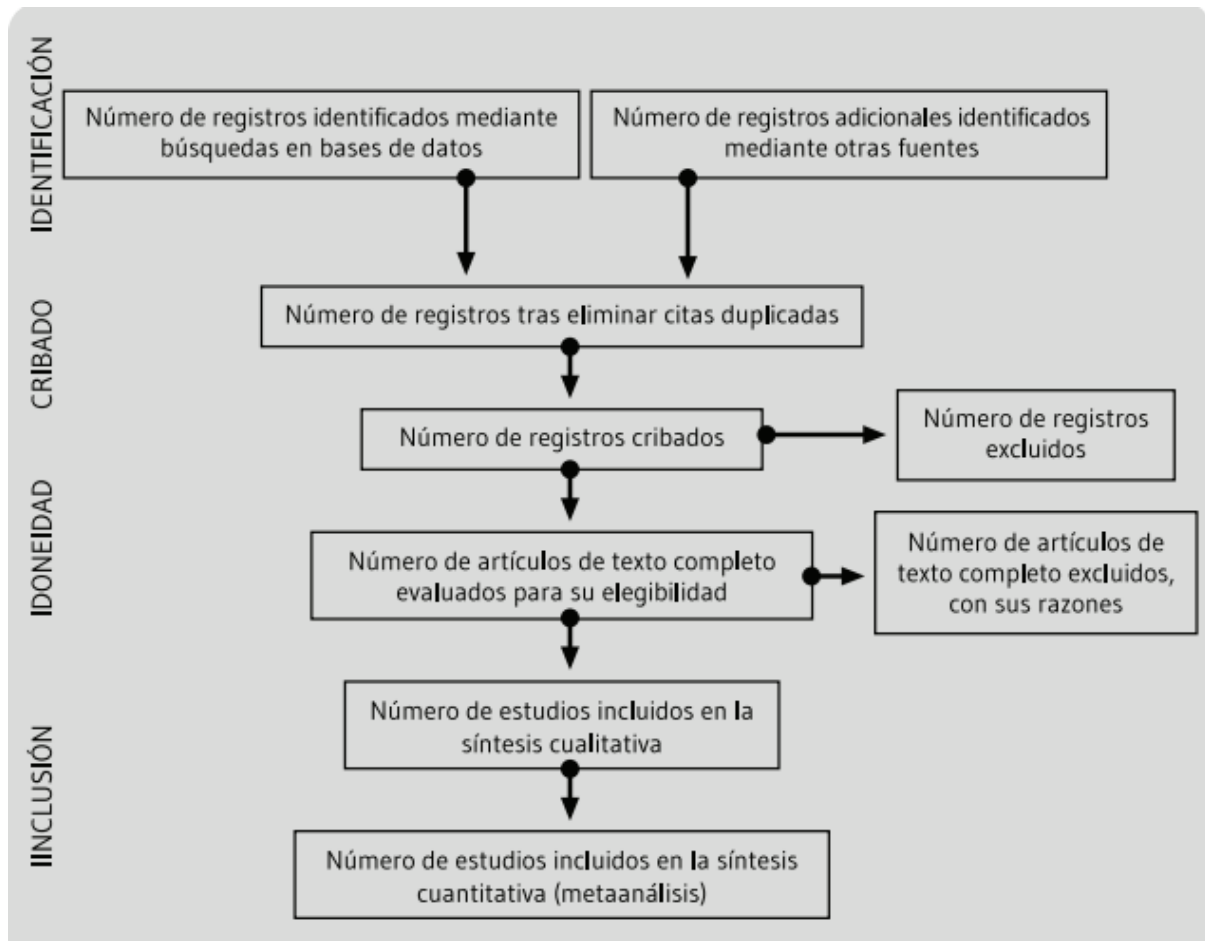 IDENTIFICACIÓN
Número de registros identificados mediante
búsquedas en bases de datos
Número de registros adicionales identificados
mediante otras fuentes
CRIBADO
Número de registros tras eliminar citas duplicadas
Número de registros cribados
Número de registros
excluidos
IDONEIDAD
Número de artículos de texto completo
evaluados para su elegibilidad
Número de artículos de
texto completo excluidos,
con sus razones
IINCLUSIÓN
Número de estudios incluidos en la
síntesis cualitativa
Número de estudios incluidos en la síntesis
cuantitativa (metaanálisis)